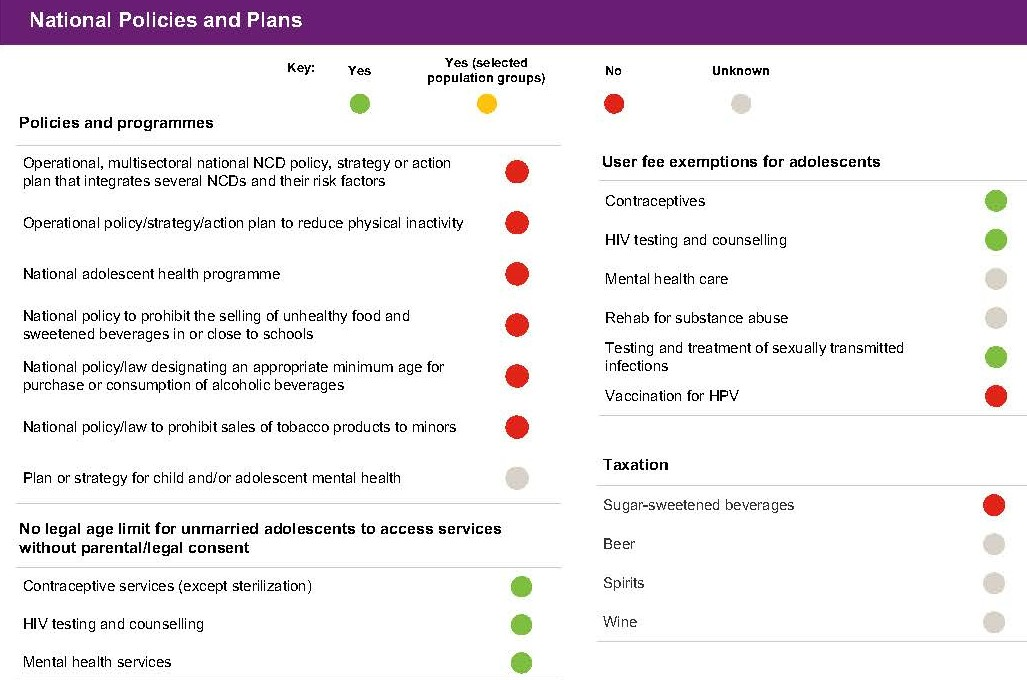 National Policies and Plans
Key:
Yes
Yes (selected
population groups)
No
Unknown
Policies and programmes
Operational, multisectoral national NCD policy, strategy or action
plan that integrates several NCDs and their risk factors
Operational policy/strategy/action plan to reduce physical inactivity
National adolescent health programme
National policy to prohibit the selling of unhealthy food and
sweetened beverages in or close to schools
National policy/law designating an appropriate minimum age for
purchase or consumption of alcoholic beverages
National policy/law to prohibit sales of tobacco products to minors
Plan or strategy for child and/or adolescent mental health
No legal age limit for unmarried adolescents to access services
without parental/legal consent
Contraceptive services (except sterilization)
HIV testing and counselling
Mental health services
User fee exemptions for adolescents
Contraceptives
HIV testing and counselling
Mental health care
Rehab for substance abuse
Testing and treatment of sexually transmitted
infections
Vaccination for HPV
Taxation
Sugar-sweetened beverages
Beer
Spirits
Wine